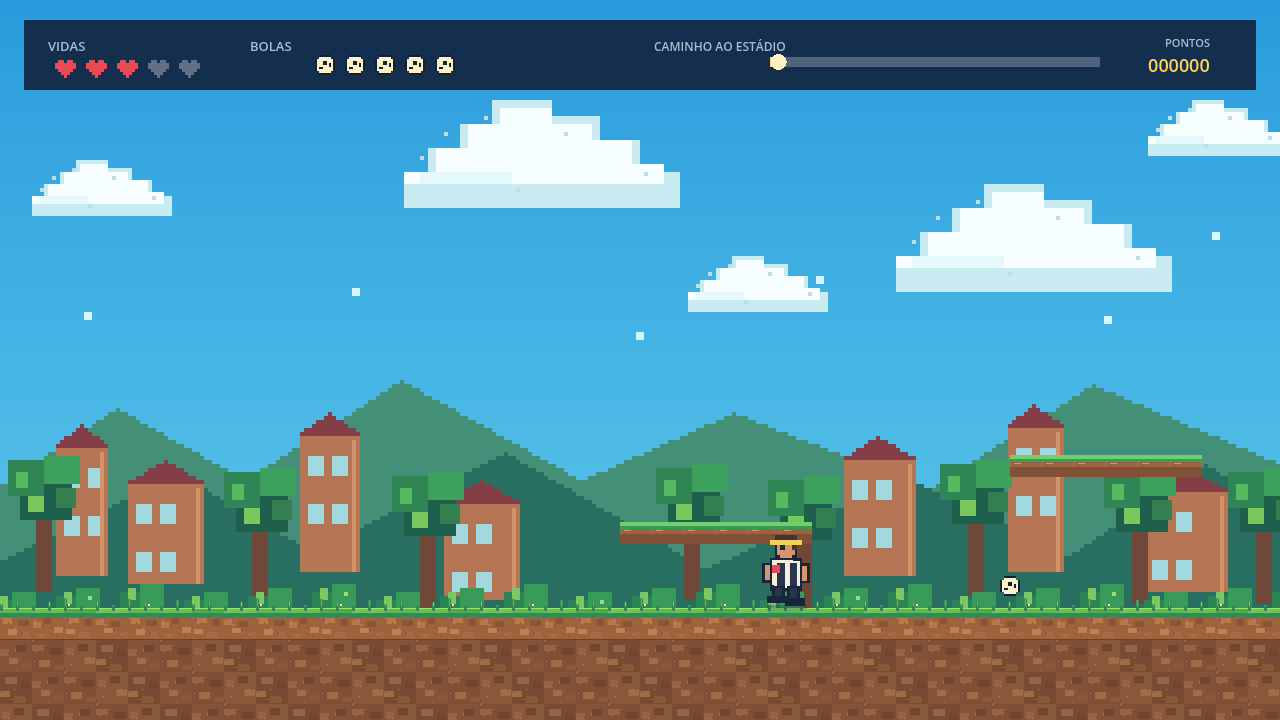 VIDAS
BOLAS
CAMINHO AO ESTÁDIO
PONTOS
000000